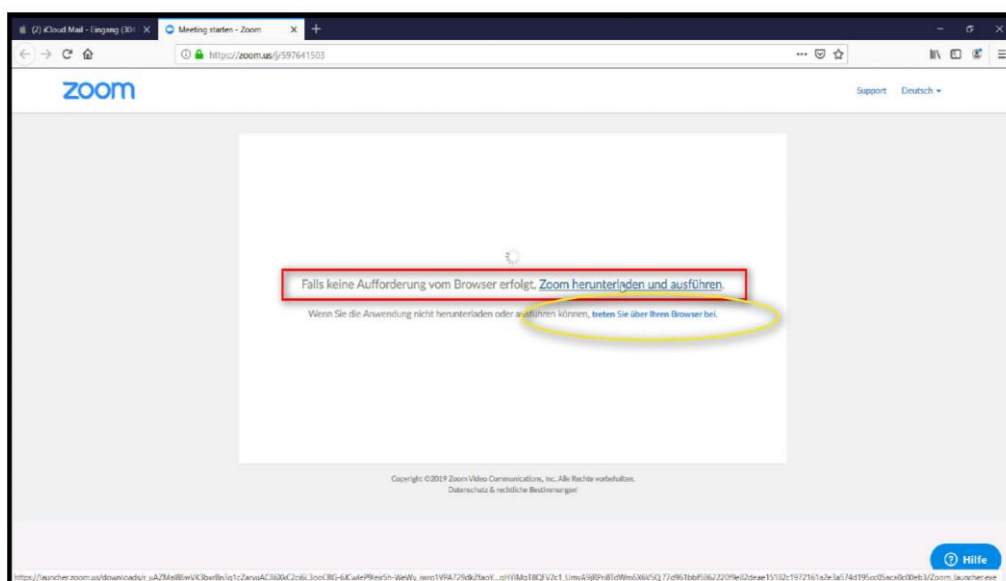 (2) iCloud Mail - Eingang (304
Meeting starten - Zoom
https://zoom.us/j/597641503
zoom
Support Deutsch
Falls keine Aufforderung vom Browser erfolgt, Zoom herunterladen und ausführen.
Wenn Sie die Anwendung nicht herunterladen oder ausführen können, treten Sie über Ihren Browser bei.
Copyright ©2019 Zoom Video Communications, Inc. Alle Rechte vorbehalten.
Datenschutz & rechtliche Bestimmungen
Hilfe